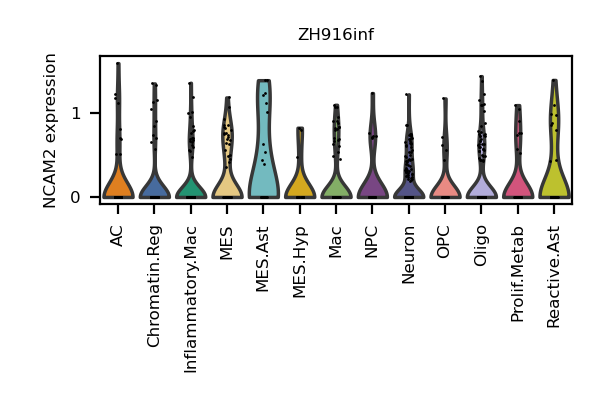 ZH916inf
NCAM2 expression
1
0
AC
Chromatin.Reg
Inflammatory.Mac
MES
MES.Ast
MES.Hyp
Mac
NPC
Neuron
OPC
Oligo
Prolif.Metab
Reactive.Ast